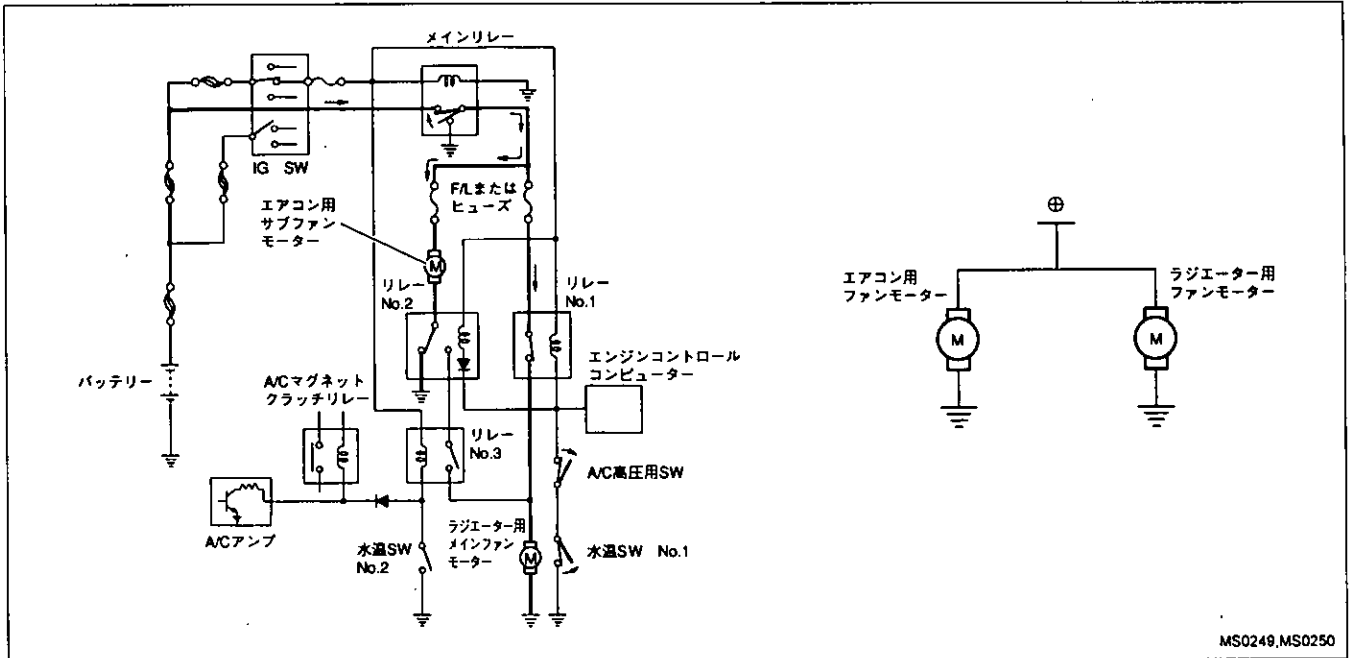 メインリレー
IG SW
F/Lまたは
ヒューズ
エアコン用
サブファン
モーター
M
リレー
No.2
リレー
No.1
エンジンコントロール
コンピューター
バッテリー
A/Cマグネット
クラッチリレー
リレー
No.3
A/C高圧用SW
A/Cアンプ
水温SW
No.2
ラジエーター用
メインファン
モーター
M
水温SW No.1
⊕
エアコン用
ファンモーター
ラジエーター用
ファンモーター
M
M
MS0249,MS0250